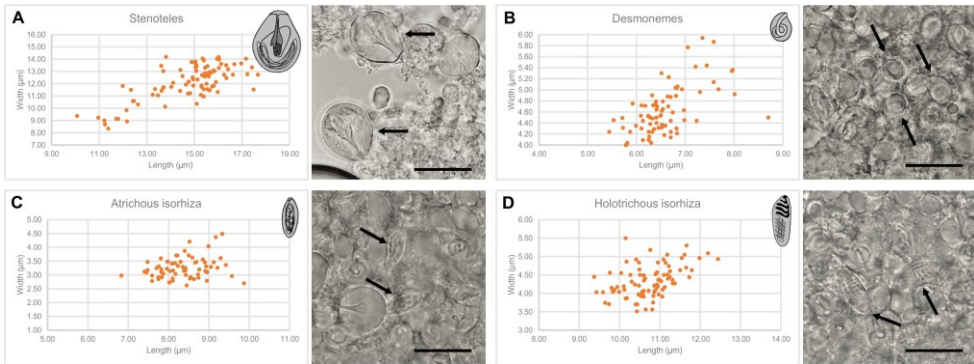 A
Stenoteles
16.00
15.00
14.00
13.00
12.00
11.00
10.00
9.00
8.00
7.00
Width (µm)
9.00 11.00 13.00 15.00 17.00 19.00
Length (µm)
B
Desmonemes
6.00
5.80
5.60
5.40
5.20
5.00
4.80
4.60
4.40
4.20
4.00
Width (µm)
4.00 5.00 6.00 7.00 8.00 9.00
Length (µm)
C
Atrichous isorhiza
5.00
4.50
4.00
3.50
3.00
2.50
2.00
1.50
1.00
Width (µm)
6.00 7.00 8.00 9.00 10.00 11.00
Length (µm)
D
Holotrichous isorhiza
6.00
5.50
5.00
4.50
4.00
3.50
3.00
Width (µm)
8.00 9.00 10.00 11.00 12.00 13.00 14.00
Length (µm)